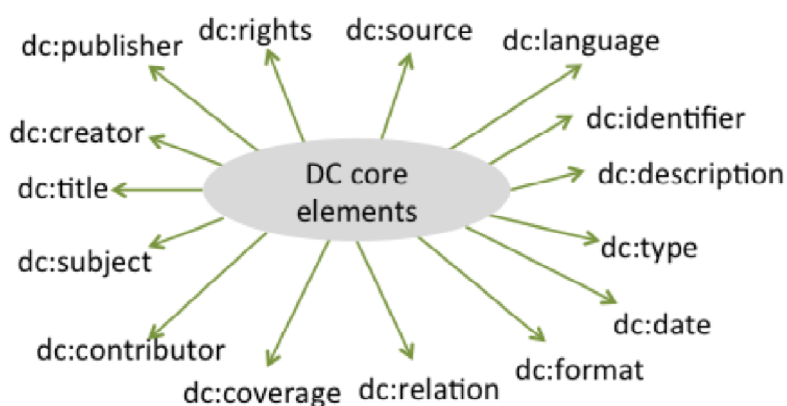 dc:publisher
dc:rights
dc:source
dc:language
dc:creator
dc:identifier
dc:title
DC core
elements
dc:description
dc:subject
dc:type
dc:contributor
dc:date
dc:coverage
dc:relation
dc:format